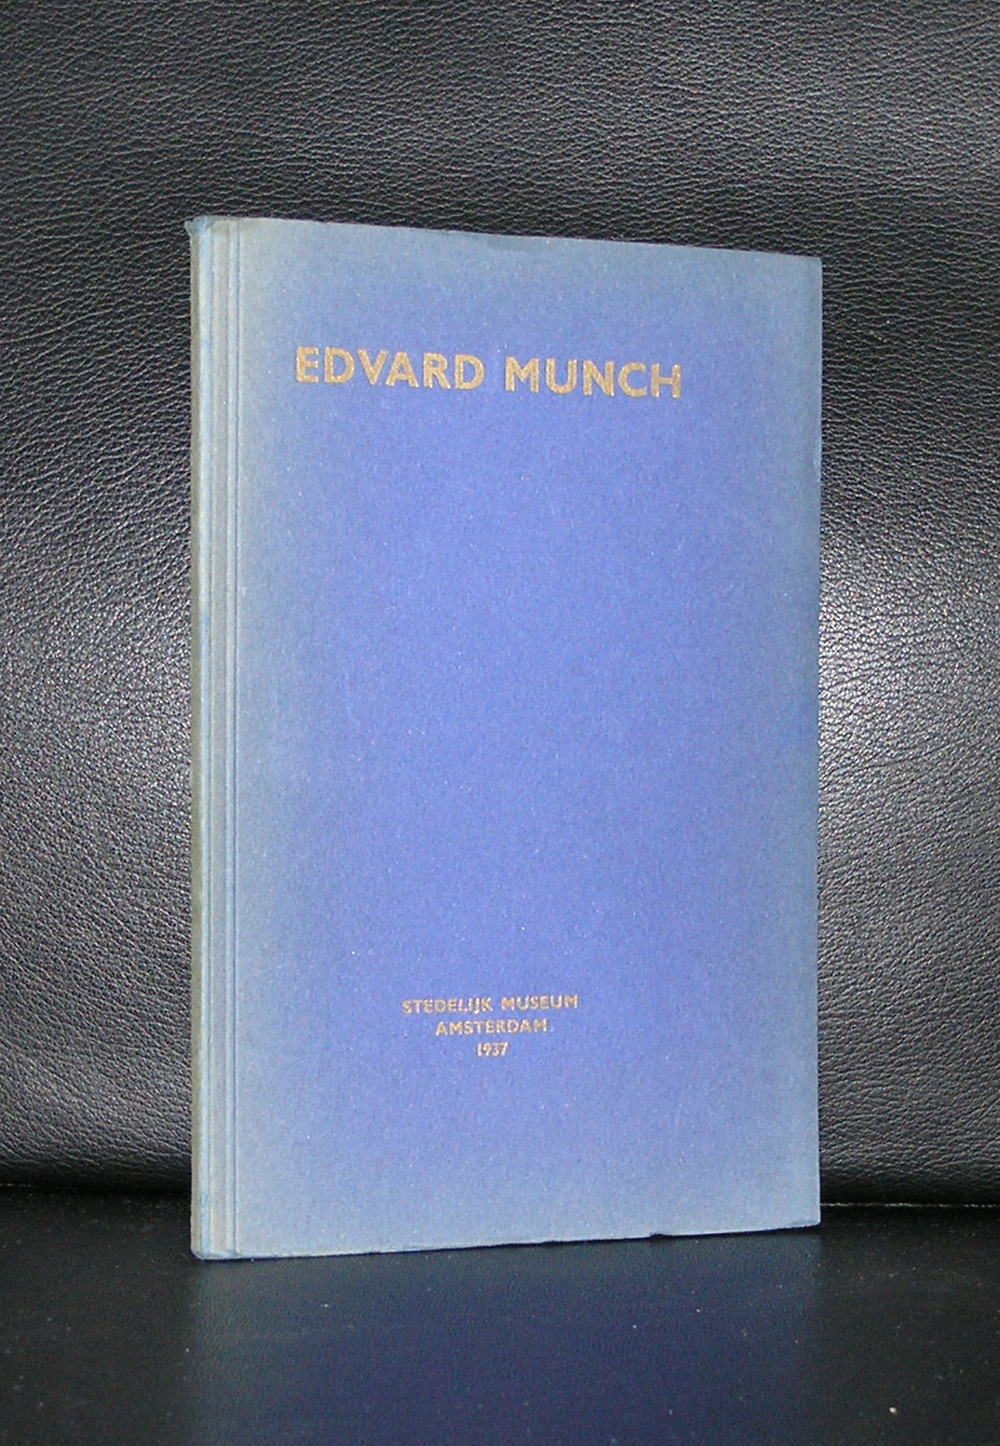 EDVARD MUNCH
STEDELIJK MUSEUM
AMSTERDAM
1937